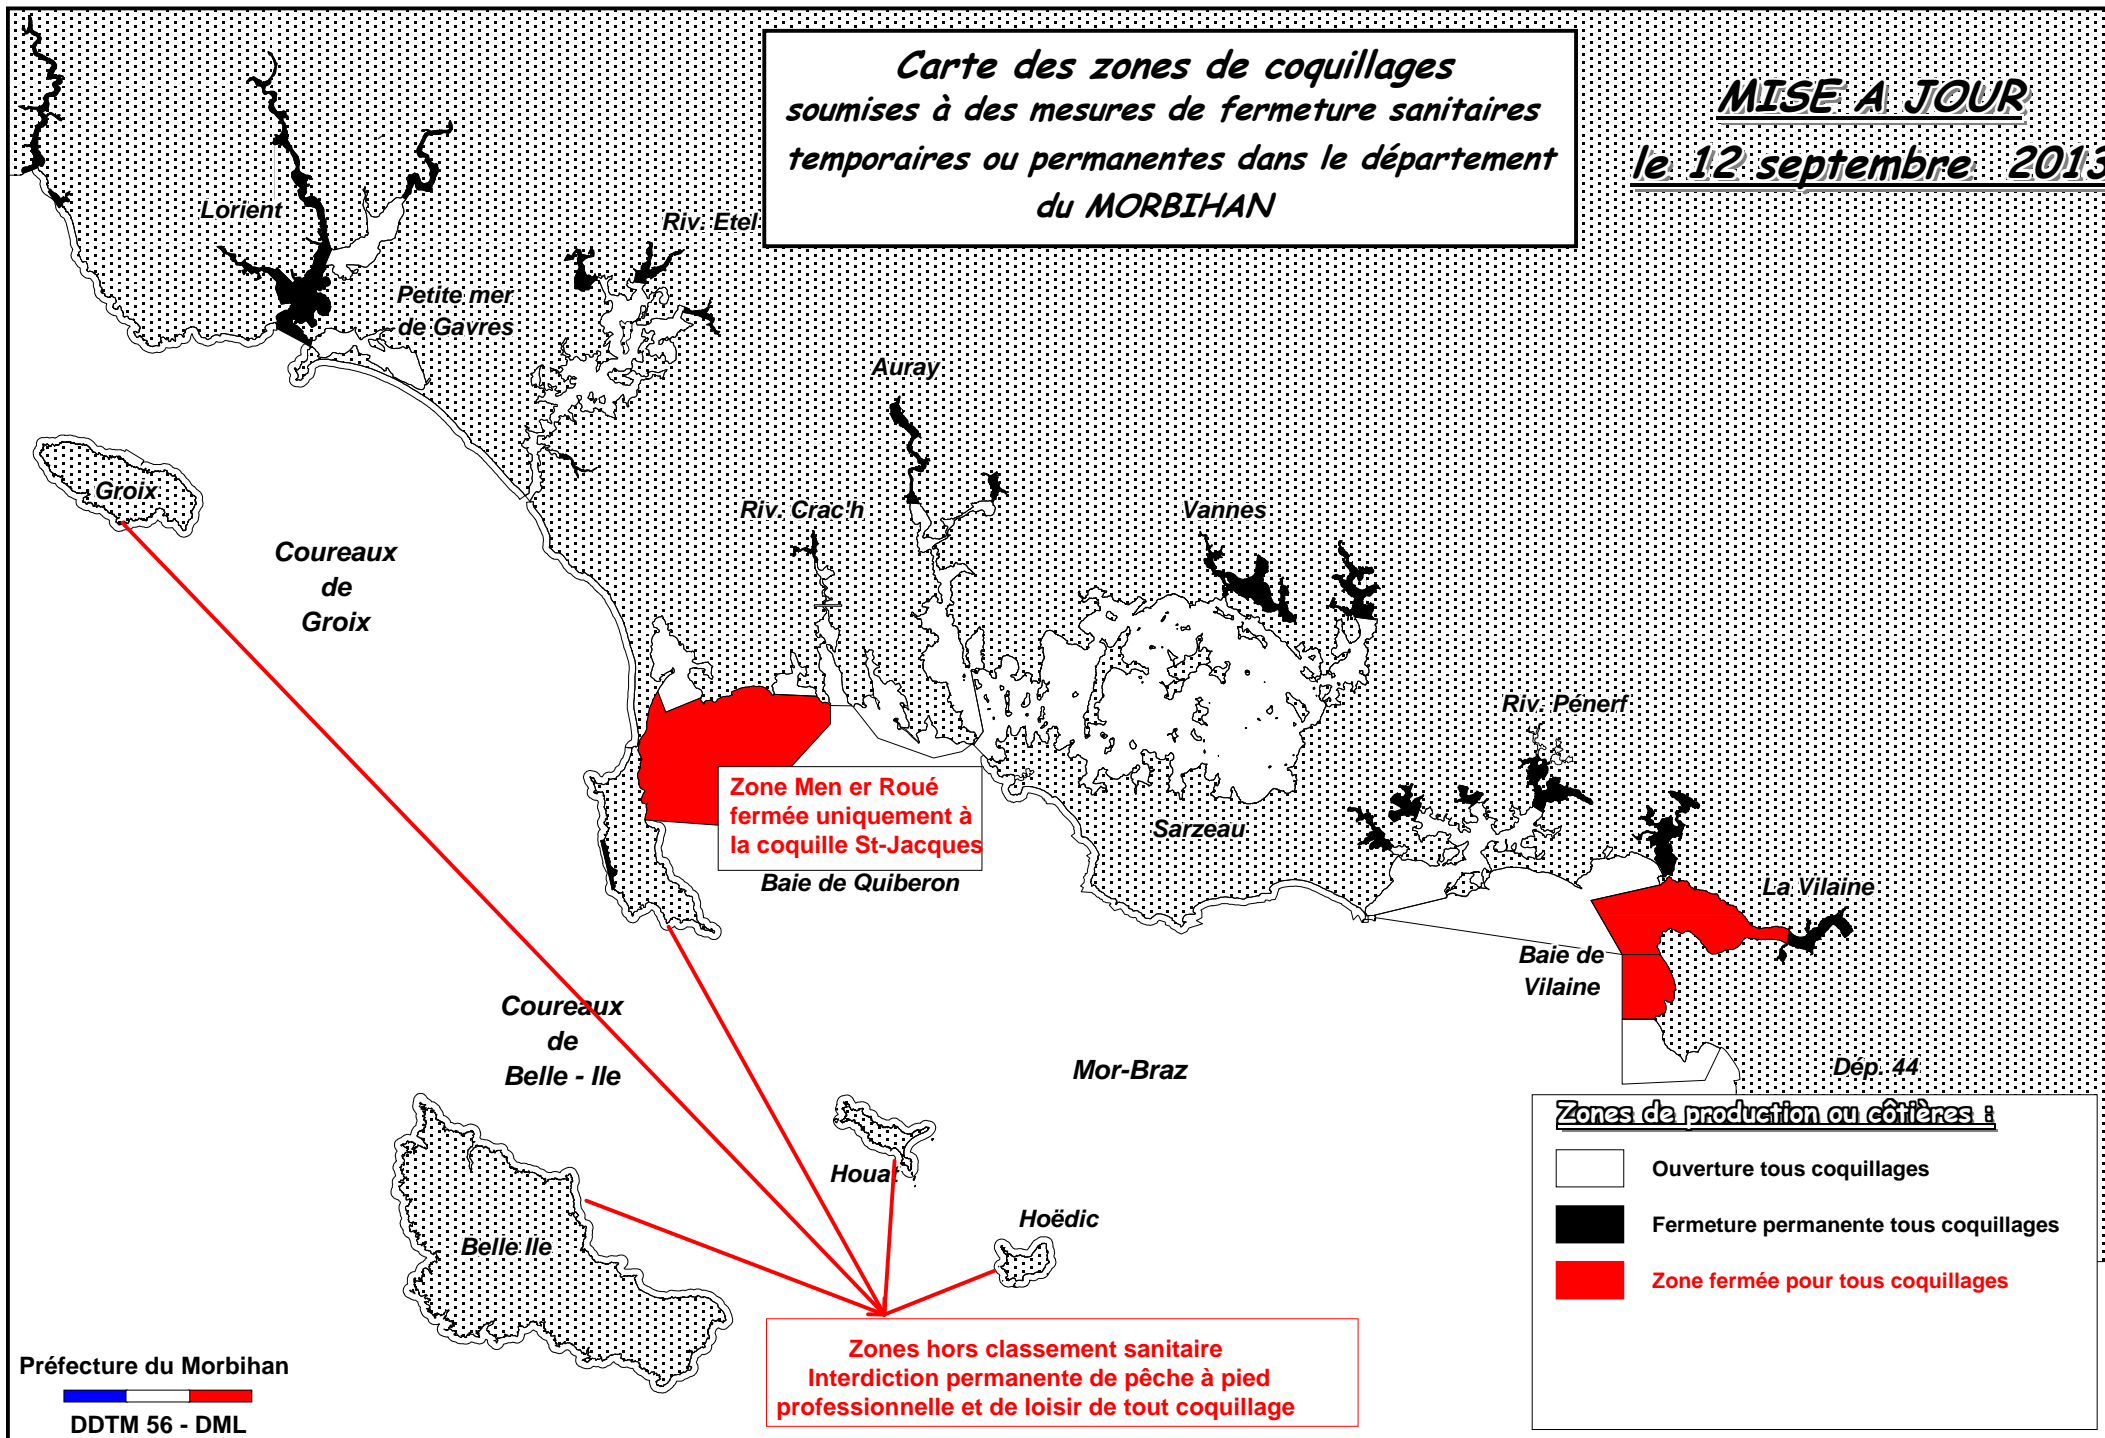 Carte des zones de coquillages
soumises à des mesures de fermeture sanitaires
temporaires ou permanentes dans le département
du MORBIHAN
MISE A JOUR
le 12 septembre 2013
Lorient
Riv. Etel
Petite mer
de Gavres
Auray
Groix
Riv. Crac'h
Vannes
Coureaux
de
Groix
Riv. Pénerf
Zone Men er Roué
fermée uniquement à
la coquille St-Jacques
Sarzeau
Baie de Quiberon
La Vilaine
Baie de
Vilaine
Coureaux
de
Belle - Ile
Mor-Braz
Dép. 44
Houat
Hoëdic
Belle Ile
Zones de production ou côtières :
Ouverture tous coquillages
Fermeture permanente tous coquillages
Zone fermée pour tous coquillages
Zones hors classement sanitaire
Interdiction permanente de pêche à pied
professionnelle et de loisir de tout coquillage
Préfecture du Morbihan
DDTM 56 - DML